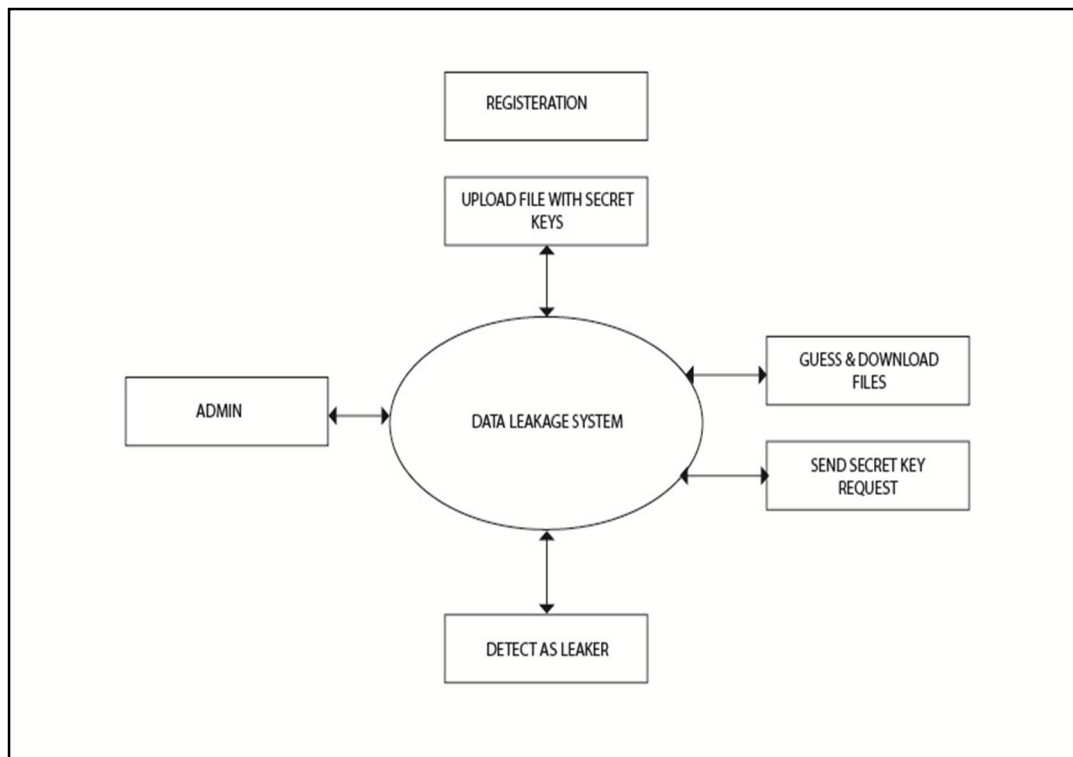 REGISTERATION
UPLOAD FILE WITH SECRET
KEYS
GUESS & DOWNLOAD
FILES
ADMIN
DATA LEAKAGE SYSTEM
SEND SECRET KEY
REQUEST
DETECT AS LEAKER